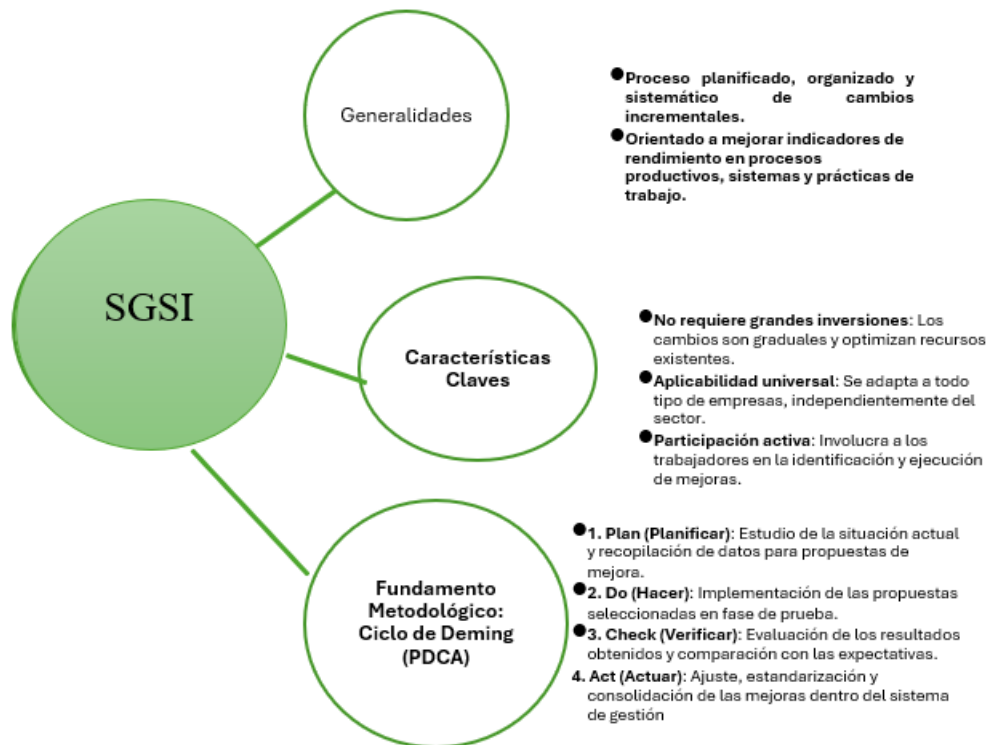 Generalidades
●Proceso planificado, organizado y
sistemático de cambios
incrementales.
●Orientado a mejorar indicadores de
rendimiento en procesos
productivos, sistemas y prácticas de
trabajo.
SGSI
Características
Claves
●No requiere grandes inversiones: Los
cambios son graduales y optimizan recursos
existentes.
●Aplicabilidad universal: Se adapta a todo
tipo de empresas, independientemente del
sector.
●Participación activa: Involucra a los
trabajadores en la identificación y ejecución
de mejoras.
Fundamento
Metodológico:
Ciclo de Deming
(PDCA)
●1. Plan (Planificar): Estudio de la situación actual
y recopilación de datos para propuestas de
mejora.
●2. Do (Hacer): Implementación de las propuestas
seleccionadas en fase de prueba.
●3. Check (Verificar): Evaluación de los resultados
obtenidos y comparación con las expectativas.
4. Act (Actuar): Ajuste, estandarización y
consolidación de las mejoras dentro del sistema
de gestión